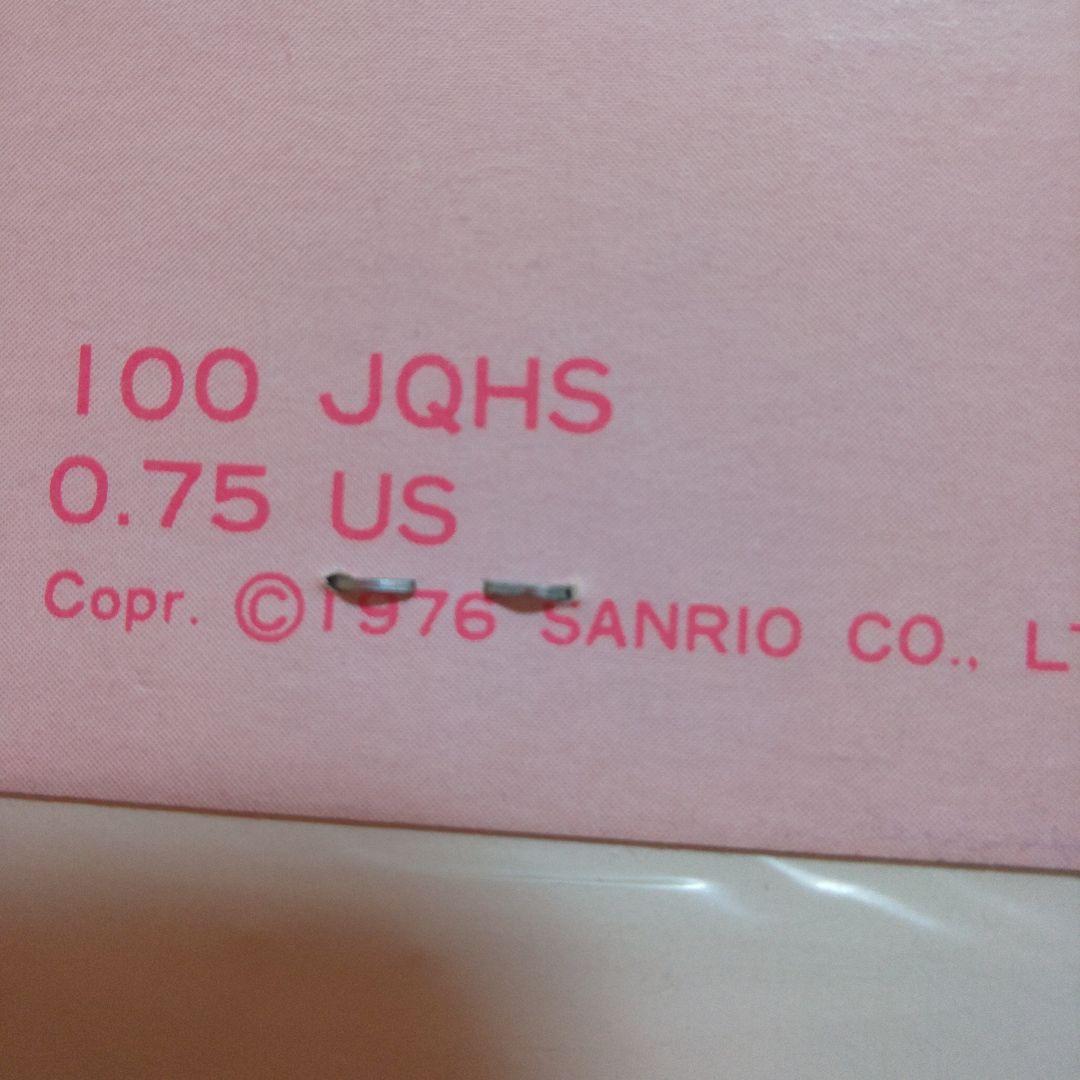 100 JQHS
0.75 US
Copr. ©1976 SANRIO CO., LT